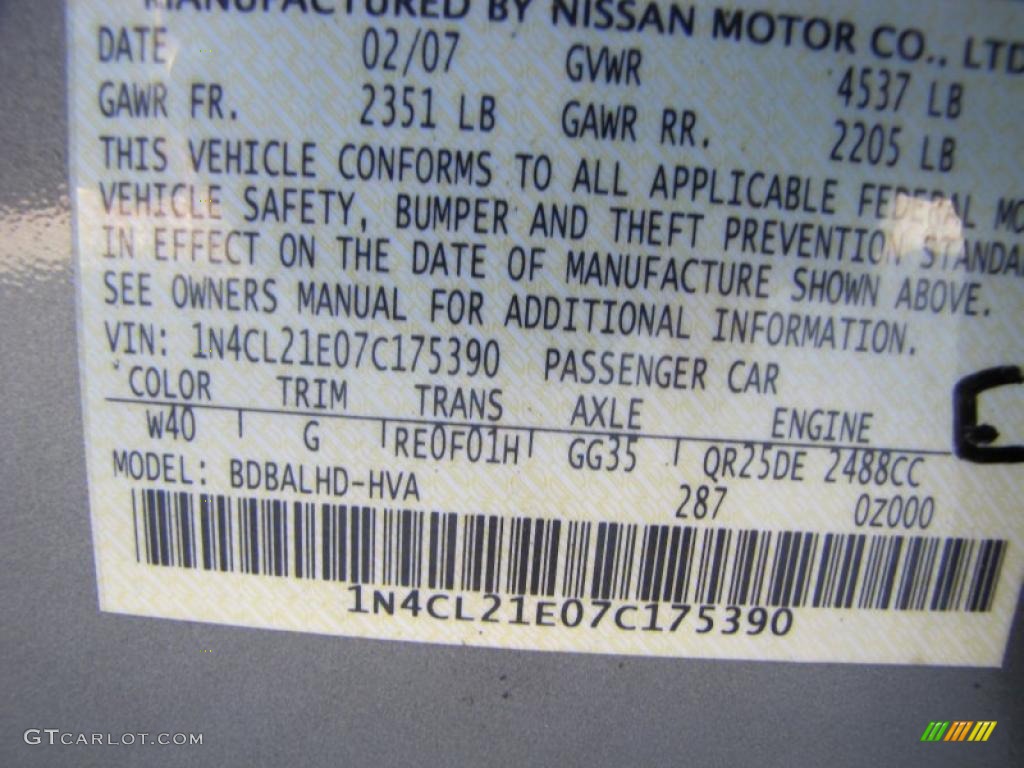 MANUFACTURED BY NISSAN MOTOR CO., LTD
DATE 02/07 GVWR 4537 LB
GAWR FR. 2351 LB GAWR RR. 2205 LB
THIS VEHICLE CONFORMS TO ALL APPLICABLE FEDERAL MO
VEHICLE SAFETY, BUMPER AND THEFT PREVENTION STANDA
IN EFFECT ON THE DATE OF MANUFACTURE SHOWN ABOVE.
SEE OWNERS MANUAL FOR ADDITIONAL INFORMATION.
VIN: 1N4CL21E07C175390 PASSENGER CAR
COLOR TRIM TRANS AXLE ENGINE
W40 G RE0F01H GG35 QR25DE 2488CC
MODEL: BDBALHD-HVA 287 0Z000
1N4CL21E07C175390
GTCARLOT.COM